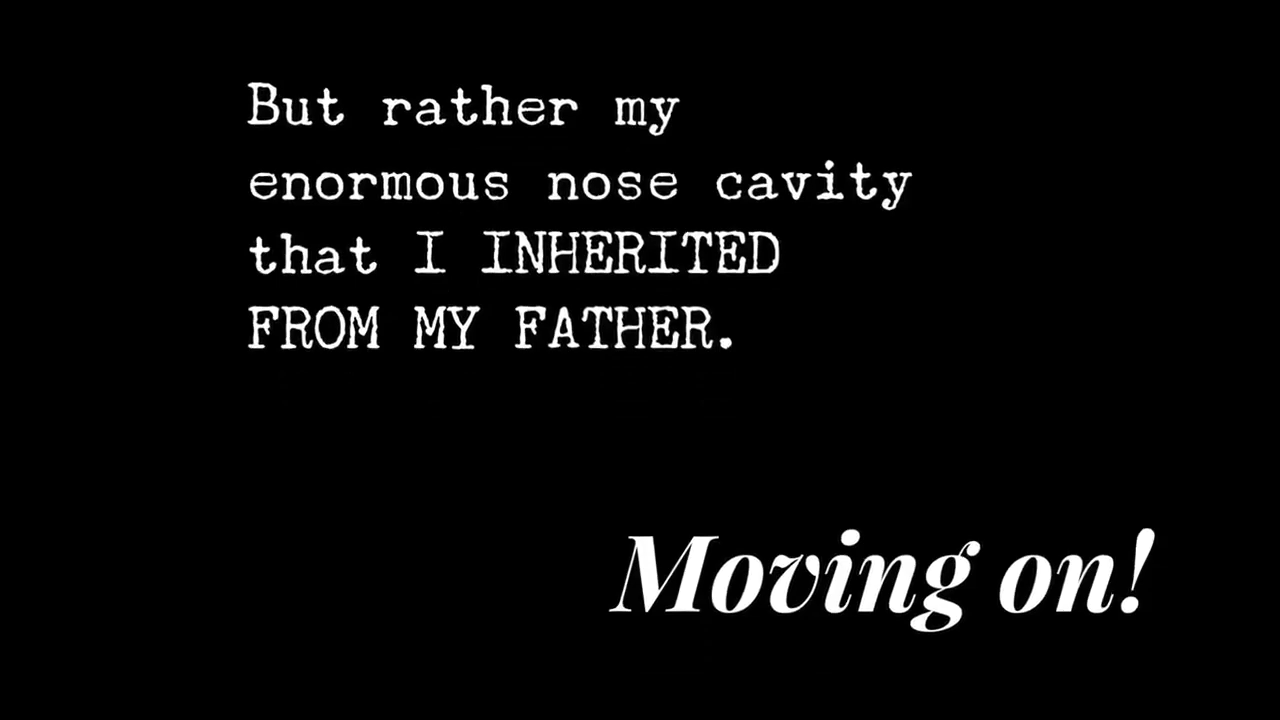 But rather my
enormous nose cavity
that I INHERITED
FROM MY FATHER.
Moving on!